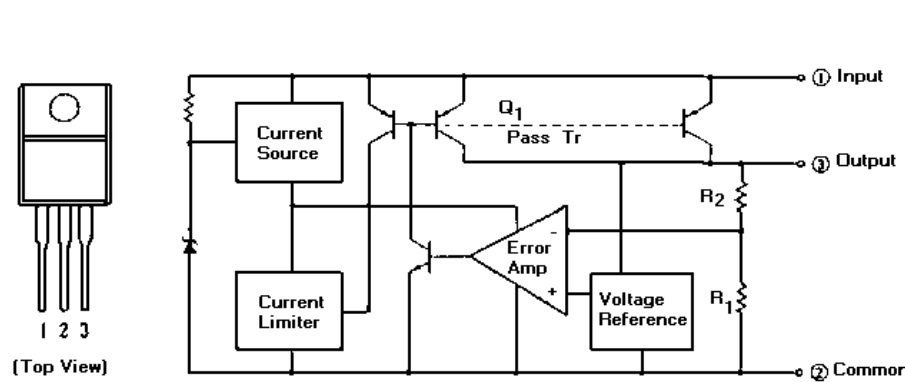 ① Input
Q1
Pass Tr
Current
Source
③ Output
R2
-
Error
Amp
+
Current
Limiter
Voltage
Reference
R1
1 2 3
(Top View)
② Common